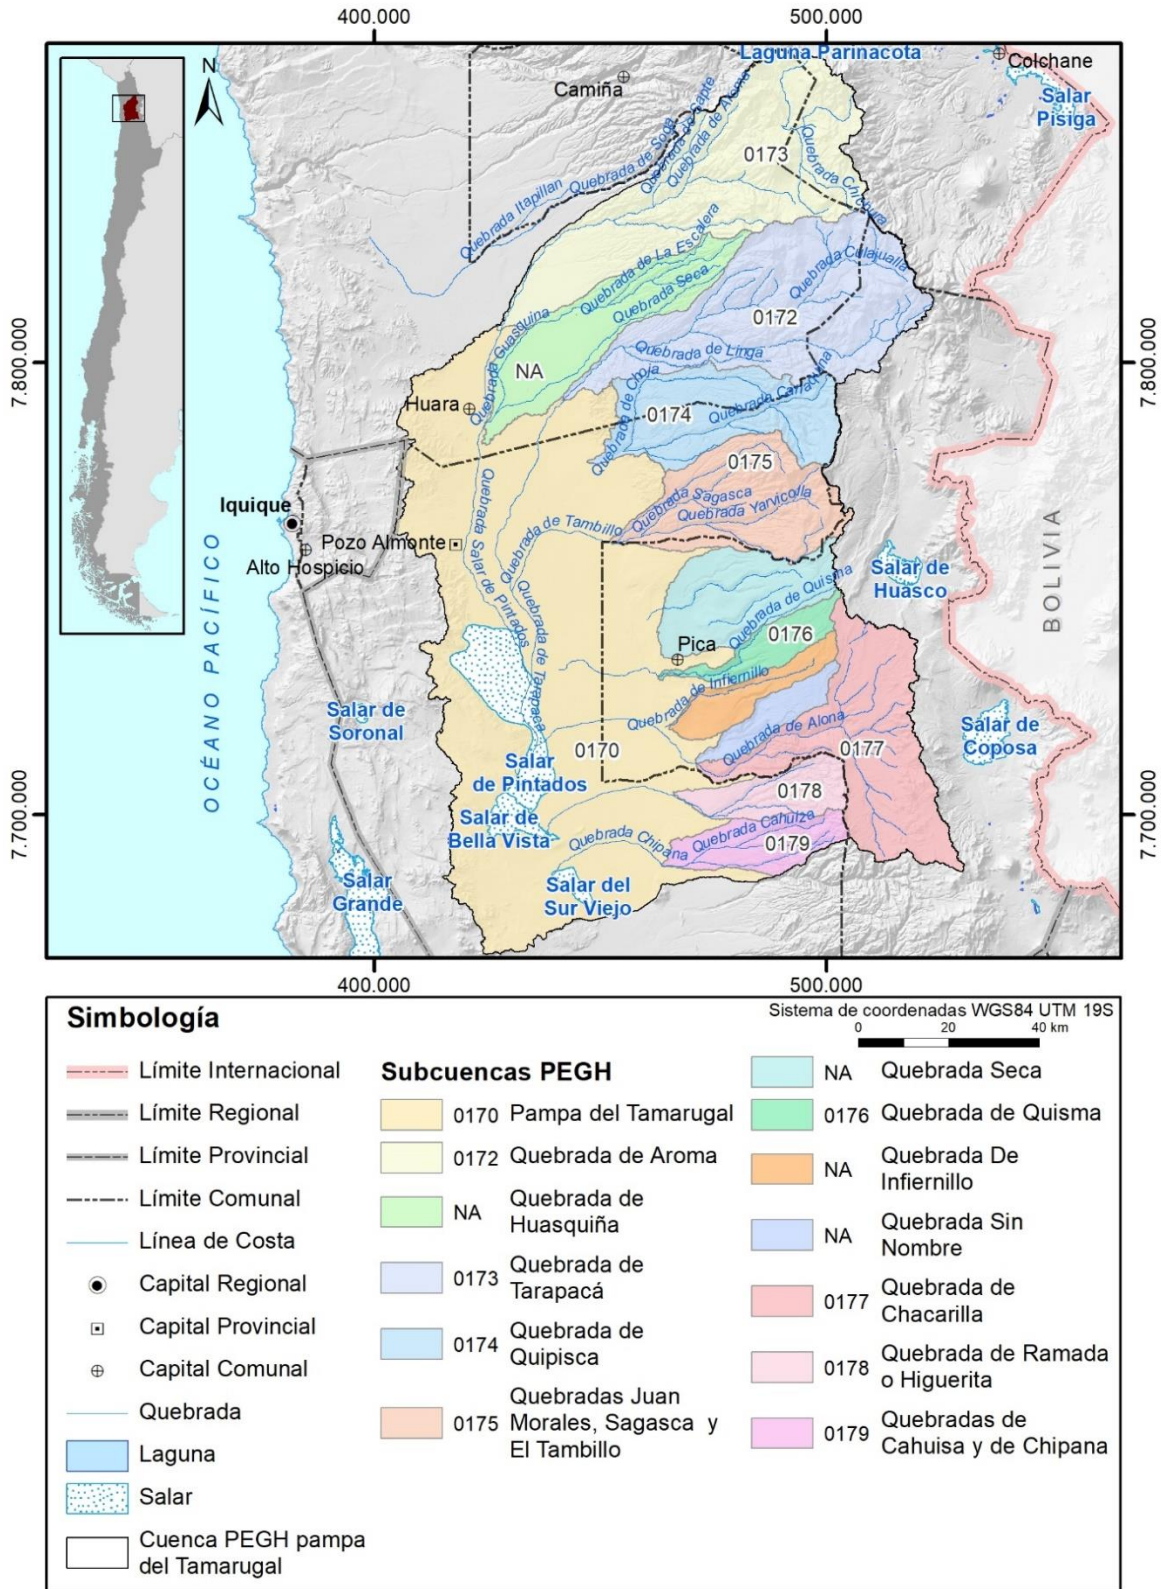 400.000
500.000
N
Laguna Parinacota
Colchane
Camiña
Salar
Pisiga
Quebrada de Sapte
Quebrada de Aroma
Quebrada de Soga
Quebrada Itapillan
0173
Quebrada Chichura
Quebrada de La Escalera
Quebrada Seca
Quebrada Culajualla
0172
7.800.000
7.800.000
Quebrada Guasquina
NA
Quebrada de Linga
Quebrada de Choja
Huara
0174
0175
Quebrada Sagasca
Quebrada Yarvicolla
Iquique
Quebrada de Tambillo
Pozo Almonte
Alto Hospicio
Quebrada Salar de Pintados
Quebrada de Tarapaca
Salar de
Huasco
BOLIVIA
Quebrada de Quisma
0176
Pica
OCÉANO PACÍFICO
Quebrada de Infiernillo
Salar de
Soronal
Quebrada de Alona
Salar de
Coposa
0170
0177
Salar
de Pintados
0178
Salar de
Bella Vista
Quebrada Chipana
Quebrada Cahuiza
0179
7.700.000
7.700.000
Salar
Grande
Salar del
Sur Viejo
400.000
500.000
Simbología
Sistema de coordenadas WGS84 UTM 19S
0 20 40 km
Límite Internacional
Límite Regional
Límite Provincial
Límite Comunal
Línea de Costa
Capital Regional
Capital Provincial
Capital Comunal
Quebrada
Laguna
Salar
Cuenca PEGH pampa
del Tamarugal
Subcuencas PEGH
0170 Pampa del Tamarugal
0172 Quebrada de Aroma
NA Quebrada de
Huasquiña
0173 Quebrada de
Tarapacá
0174 Quebrada de
Quipisca
0175 Quebradas Juan
Morales, Sagasca y
El Tambillo
NA Quebrada Seca
0176 Quebrada de Quisma
NA Quebrada De
Infiernillo
NA Quebrada Sin
Nombre
0177 Quebrada de
Chacarilla
0178 Quebrada de Ramada
o Higuerita
0179 Quebradas de
Cahuisa y de Chipana